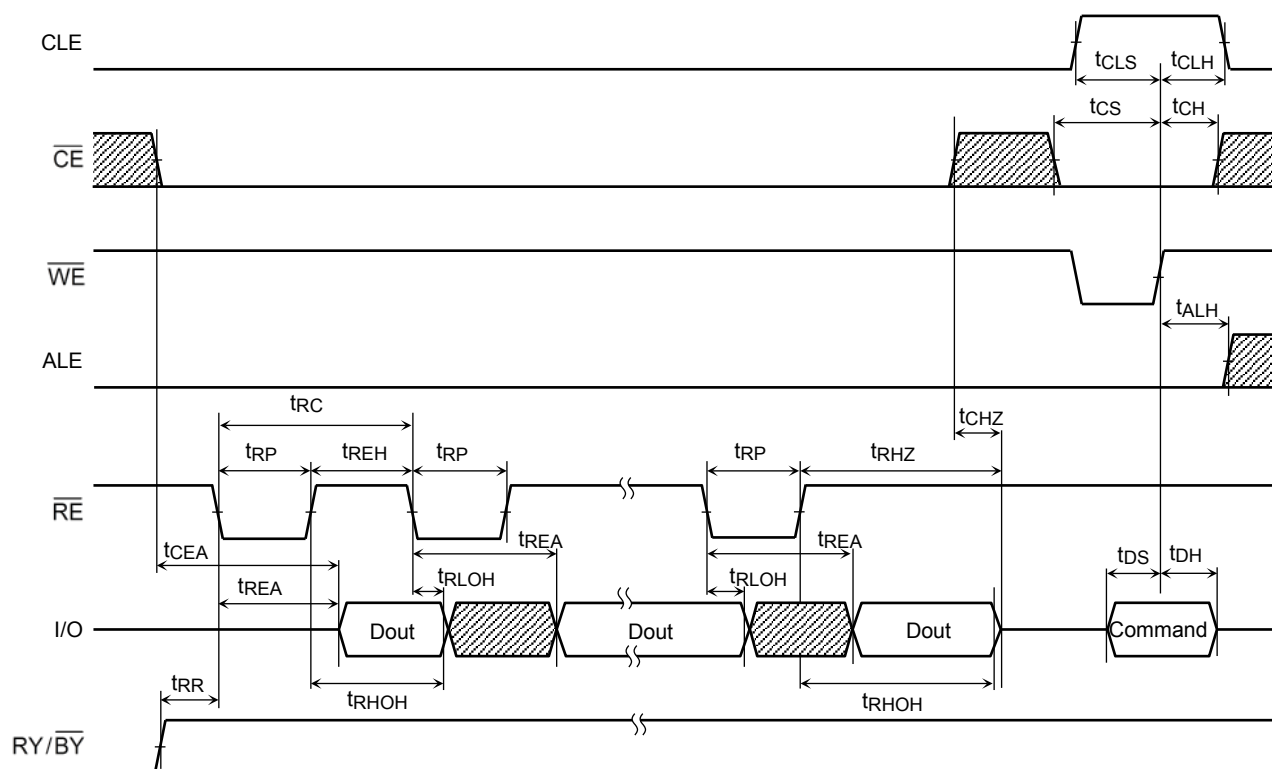 CLE
tCLS tCLH
tCS tCH
CE
WE
tALH
ALE
tRC
tCHZ
tRP tREH tRP tRP tRHZ
RE
tCEA tREA tREA tDS tDH
tREA tRLOH tRLOH
I/O Dout Dout Dout Command
tRR tRHOH tRHOH
RY/BY